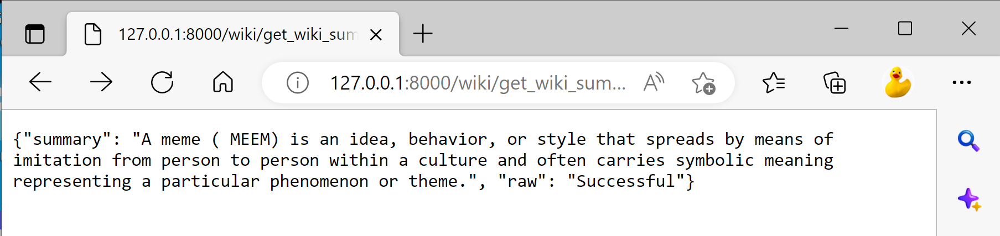 127.0.0.1:8000/wiki/get_wiki_sum
127.0.0.1:8000/wiki/get_wiki_sum...
{"summary": "A meme ( MEEM) is an idea, behavior, or style that spreads by means of
imitation from person to person within a culture and often carries symbolic meaning
representing a particular phenomenon or theme.", "raw": "Successful"}